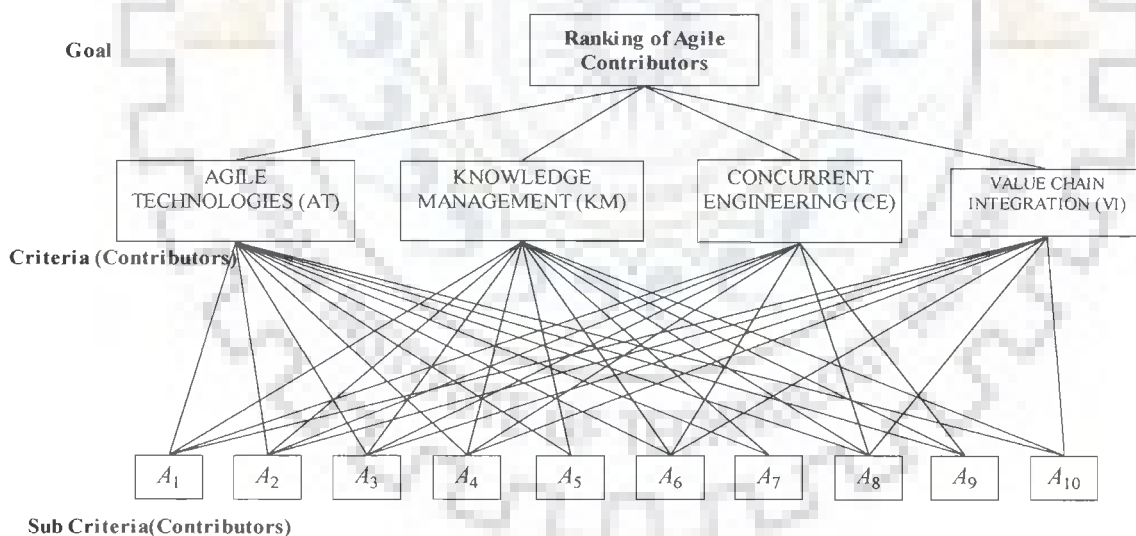 Goal
Ranking of Agile
Contributors
AGILE
TECHNOLOGIES (AT)
KNOWLEDGE
MANAGEMENT (KM)
CONCURRENT
ENGINEERING (CE)
VALUE CHAIN
INTEGRATION (VI)
Criteria (Contributors)
A1 A2 A3 A4 A5 A6 A7 A8 A9 A10
Sub Criteria(Contributors)